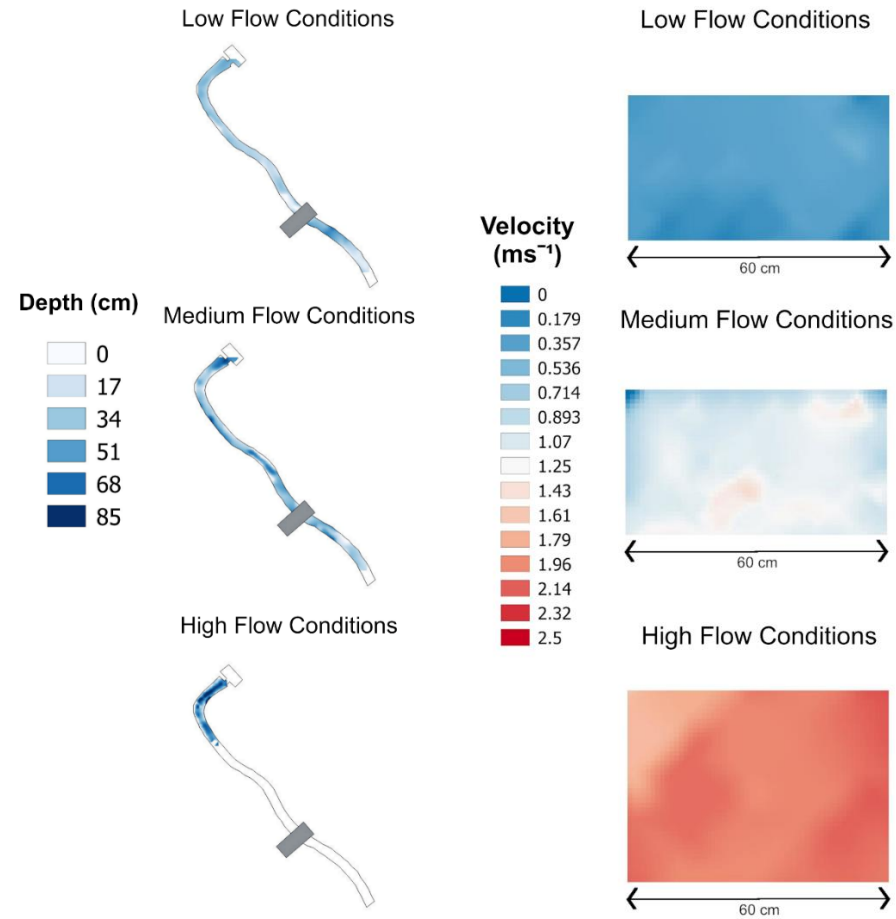 Low Flow Conditions
Low Flow Conditions
60 cm
Velocity
(ms⁻¹)
0
0.179
0.357
0.536
0.714
0.893
1.07
1.25
1.43
1.61
1.79
1.96
2.14
2.32
2.5
Depth (cm)
0
17
34
51
68
85
Medium Flow Conditions
Medium Flow Conditions
60 cm
High Flow Conditions
High Flow Conditions
60 cm